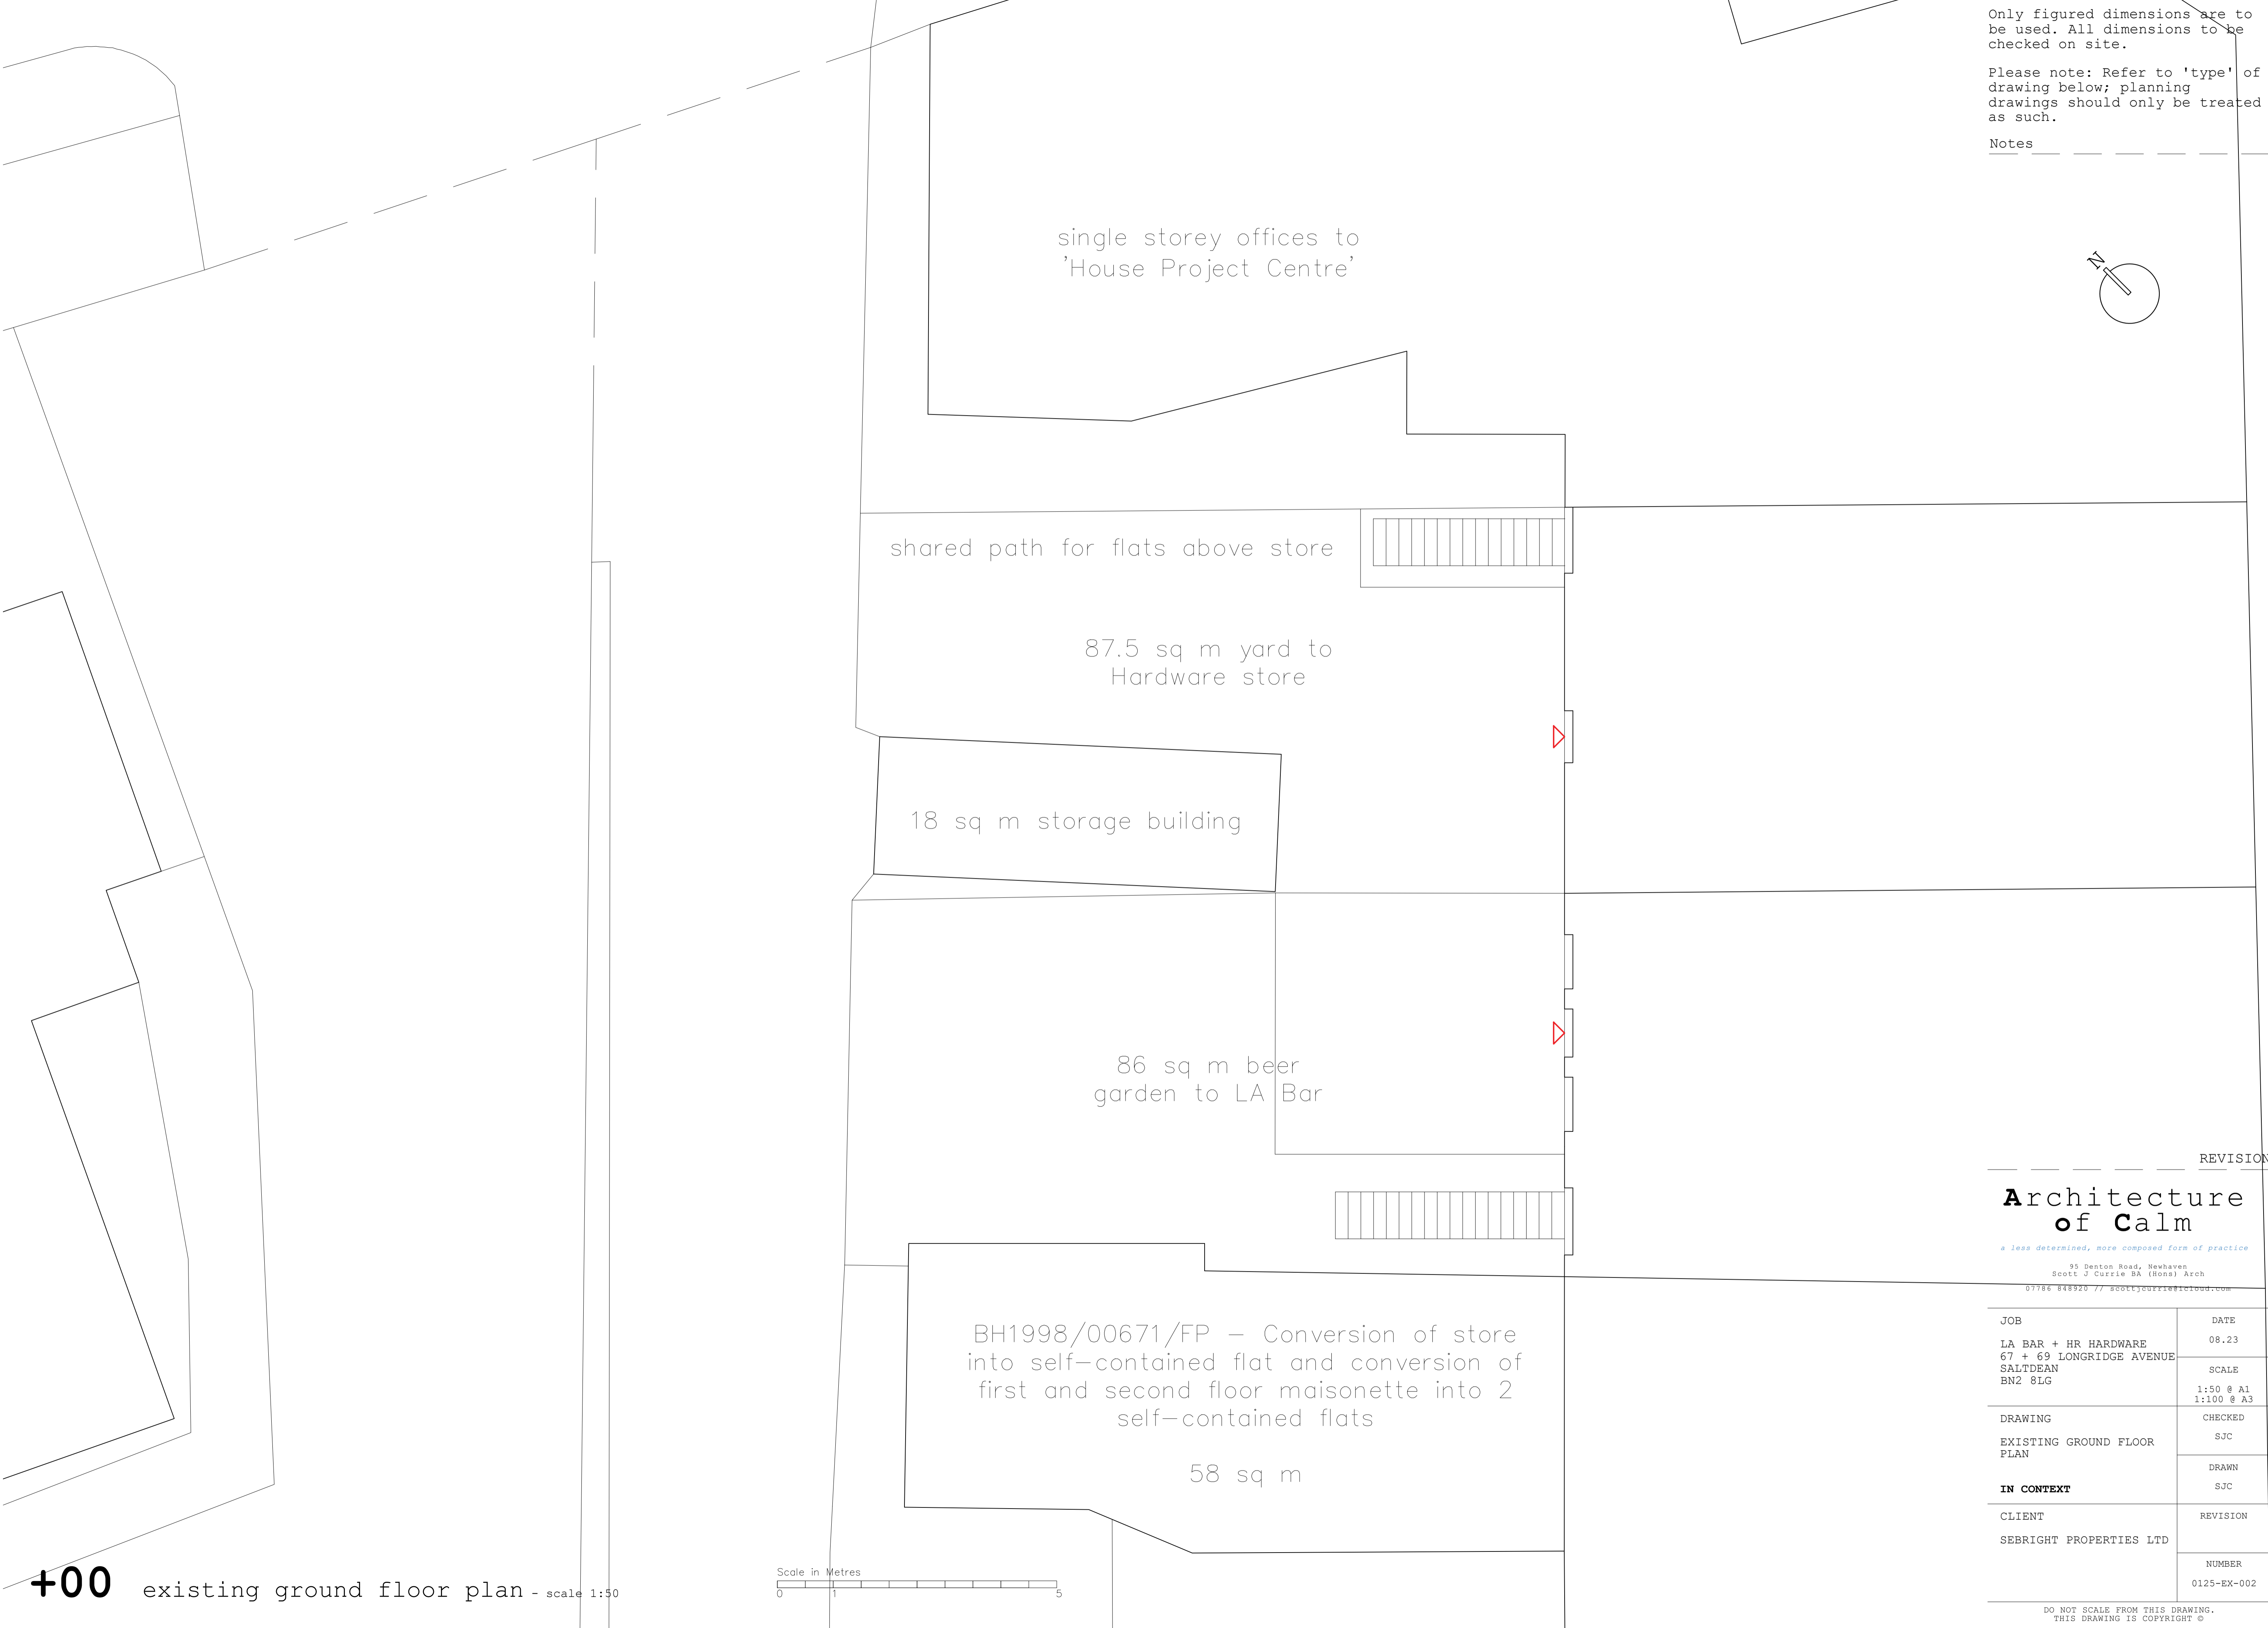 Only figured dimensions are to
be used. All dimensions to be
checked on site.
Please note: Refer to 'type' of
drawing below; planning
drawings should only be treated
as such.
Notes
N
single storey offices to
'House Project Centre'
shared path for flats above store
87.5 sq m yard to
Hardware store
18 sq m storage building
86 sq m beer
garden to LA Bar
BH1998/00671/FP – Conversion of store
into self–contained flat and conversion of
first and second floor maisonette into 2
self–contained flats
58 sq m
+00 existing ground floor plan - scale 1:50
Scale in Metres
0 1 5
REVISION
Architecture
of Calm
a less determined, more composed form of practice
95 Denton Road, Newhaven
Scott J Currie BA (Hons) Arch
07786 848920 // scottjcurrie@icloud.com
JOB
LA BAR + HR HARDWARE
67 + 69 LONGRIDGE AVENUE
SALTDEAN
BN2 8LG
DATE
08.23
SCALE
1:50 @ A1
1:100 @ A3
DRAWING
EXISTING GROUND FLOOR
PLAN
IN CONTEXT
CHECKED
SJC
DRAWN
SJC
CLIENT
SEBRIGHT PROPERTIES LTD
REVISION
NUMBER
0125-EX-002
DO NOT SCALE FROM THIS DRAWING.
THIS DRAWING IS COPYRIGHT ©